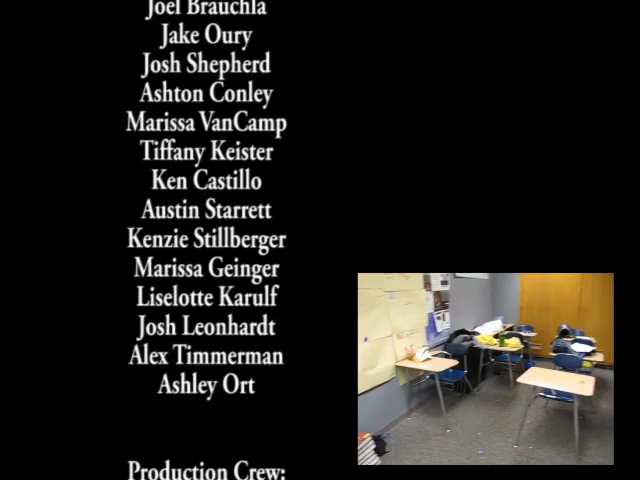 Joel Brauchla
Jake Oury
Josh Shepherd
Ashton Conley
Marissa VanCamp
Tiffany Keister
Ken Castillo
Austin Starrett
Kenzie Stillberger
Marissa Geinger
Liselotte Karulf
Josh Leonhardt
Alex Timmerman
Ashley Ort
Production Crew: